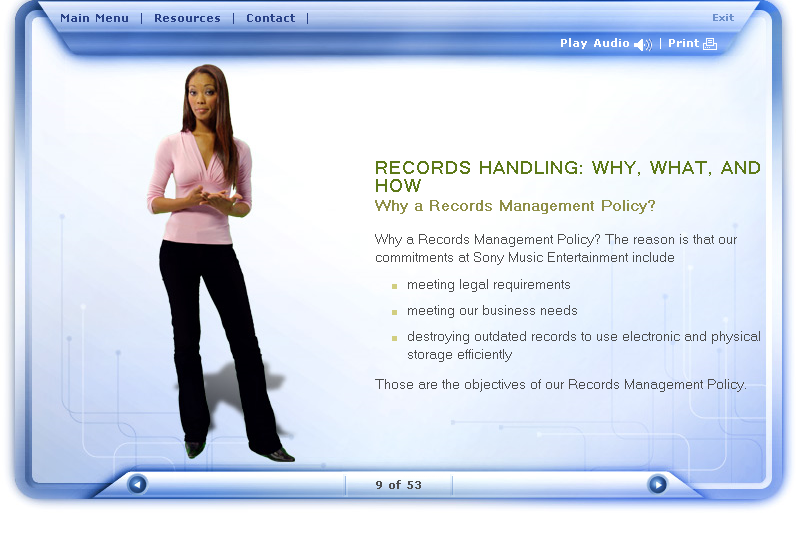 Main Menu | Resources | Contact |
Exit
Play Audio | Print
RECORDS HANDLING: WHY, WHAT, AND
HOW
Why a Records Management Policy?
Why a Records Management Policy? The reason is that our
commitments at Sony Music Entertainment include
meeting legal requirements
meeting our business needs
destroying outdated records to use electronic and physical
storage efficiently
Those are the objectives of our Records Management Policy.
9 of 53